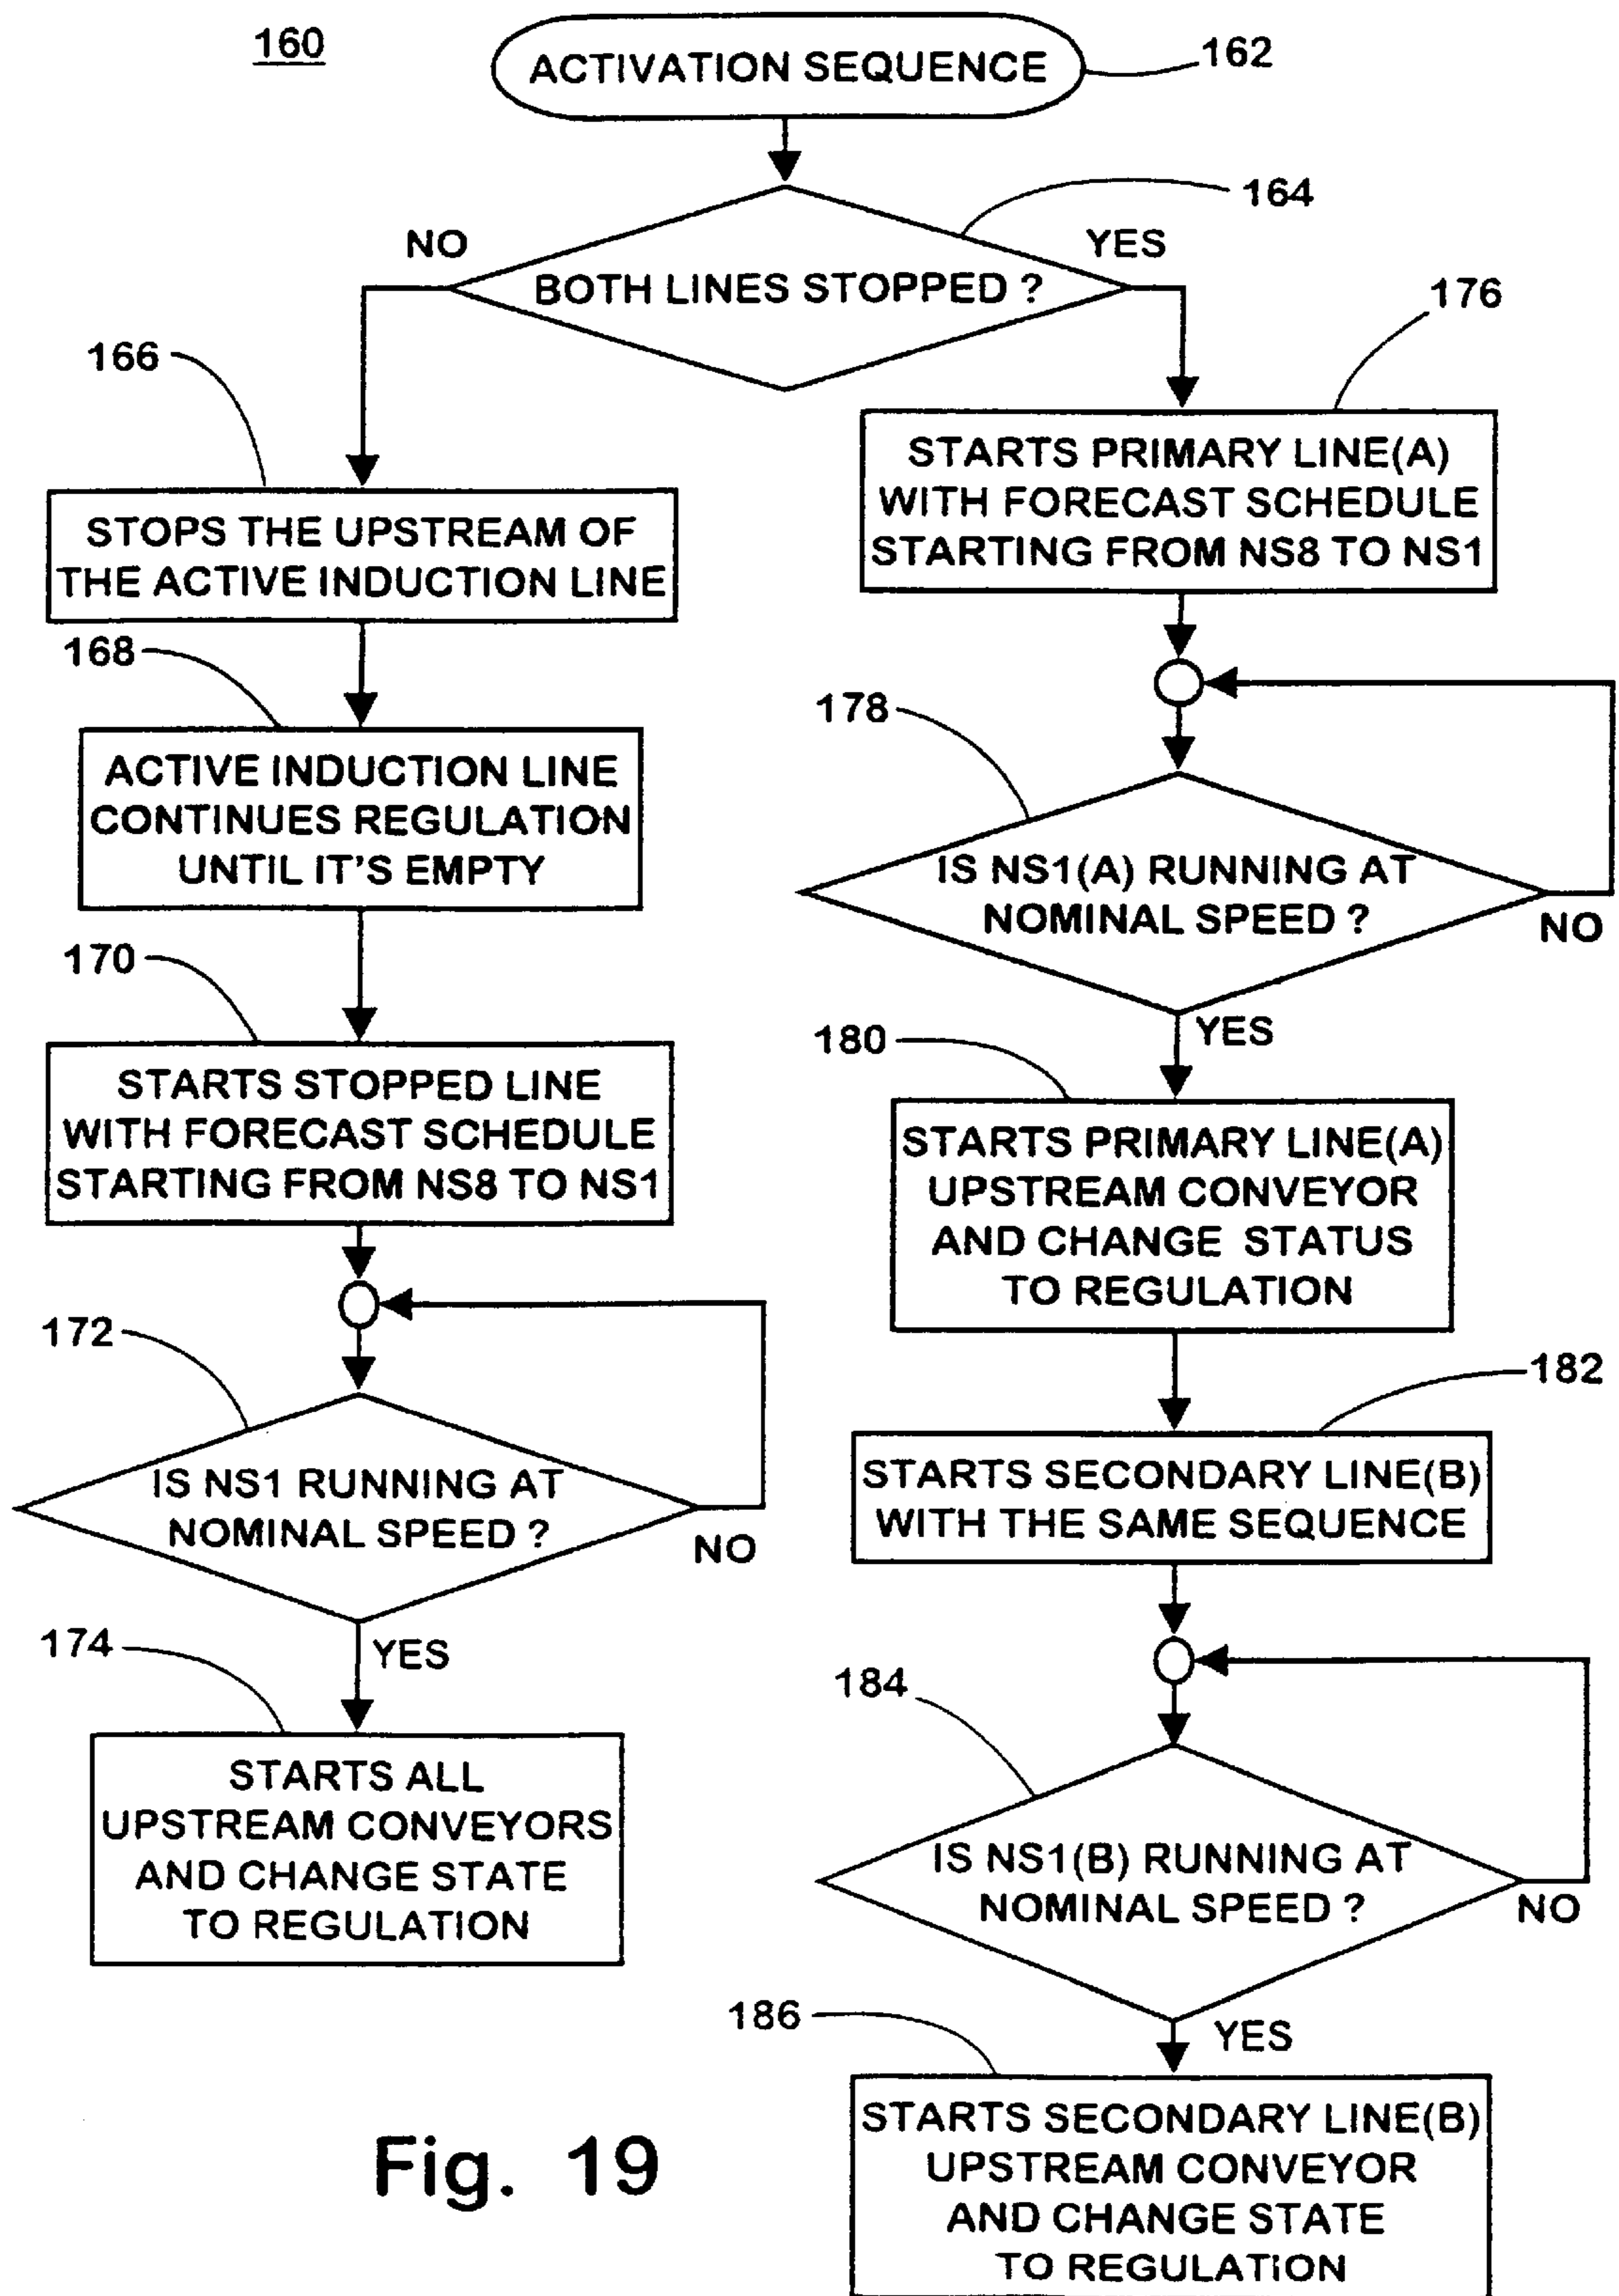 160
ACTIVATION SEQUENCE
162
164
NO
YES
BOTH LINES STOPPED ?
166
STOPS THE UPSTREAM OF
THE ACTIVE INDUCTION LINE
168
ACTIVE INDUCTION LINE
CONTINUES REGULATION
UNTIL IT'S EMPTY
170
STARTS STOPPED LINE
WITH FORECAST SCHEDULE
STARTING FROM NS8 TO NS1
172
IS NS1 RUNNING AT
NOMINAL SPEED ?
NO
174
YES
STARTS ALL
UPSTREAM CONVEYORS
AND CHANGE STATE
TO REGULATION
176
STARTS PRIMARY LINE(A)
WITH FORECAST SCHEDULE
STARTING FROM NS8 TO NS1
178
IS NS1(A) RUNNING AT
NOMINAL SPEED ?
NO
YES
180
STARTS PRIMARY LINE(A)
UPSTREAM CONVEYOR
AND CHANGE STATUS
TO REGULATION
182
STARTS SECONDARY LINE(B)
WITH THE SAME SEQUENCE
184
IS NS1(B) RUNNING AT
NOMINAL SPEED ?
NO
186
YES
STARTS SECONDARY LINE(B)
UPSTREAM CONVEYOR
AND CHANGE STATE
TO REGULATION
Fig. 19